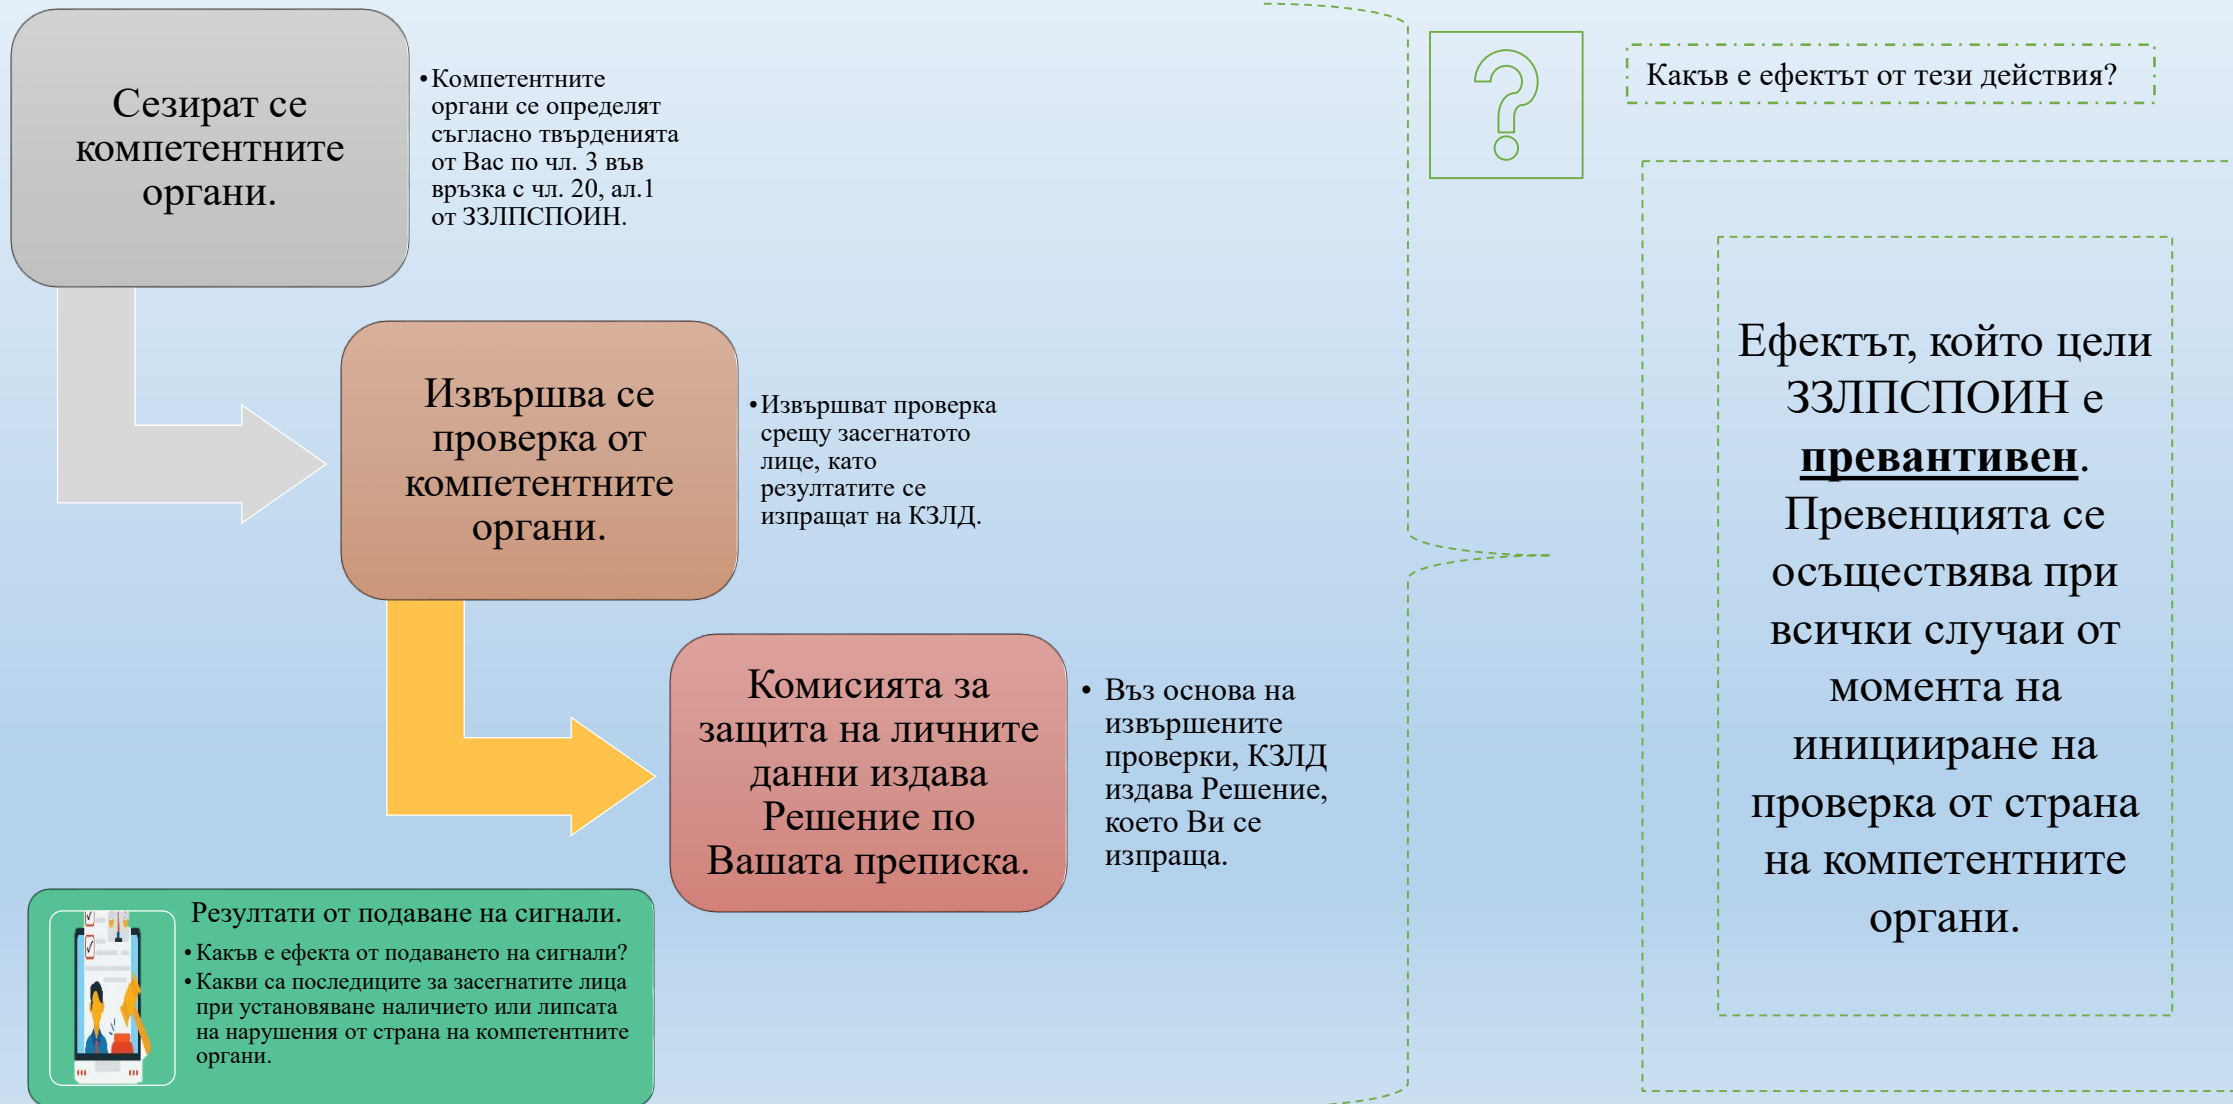 Сезират се
компетентните
органи.
•Компетентните
органи се определят
съгласно твърденията
от Вас по чл. 3 във
връзка с чл. 20, ал.1
от ЗЗЛПСПОИН.
Извършва се
проверка от
компетентните
органи.
•Извършват проверка
срещу засегнатото
лице, като
резултатите се
изпращат на КЗЛД.
Комисията за
защита на личните
данни издава
Решение по
Вашата преписка.
• Въз основа на
извършените
проверки, КЗЛД
издава Решение,
което Ви се
изпраща.
Резултати от подаване на сигнали.
•Какъв е ефекта от подаването на сигнали?
•Какви са последиците за засегнатите лица
при установяване наличието или липсата
на нарушения от страна на компетентните
органи.
?
Какъв е ефектът от тези действия?
Ефектът, който цели
ЗЗЛПСПОИН е
превантивен.
Превенцията се
осъществява при
всички случаи от
момента на
иницииране на
проверка от страна
на компетентните
органи.